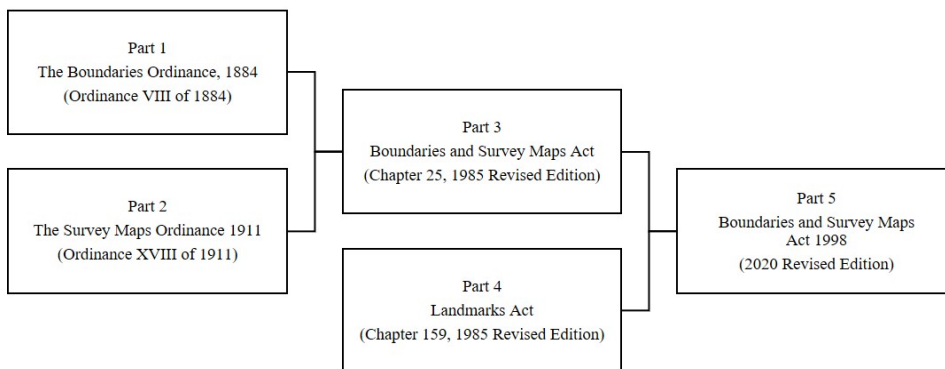 Part 1
The Boundaries Ordinance, 1884
(Ordinance VIII of 1884)
Part 2
The Survey Maps Ordinance 1911
(Ordinance XVIII of 1911)
Part 3
Boundaries and Survey Maps Act
(Chapter 25, 1985 Revised Edition)
Part 4
Landmarks Act
(Chapter 159, 1985 Revised Edition)
Part 5
Boundaries and Survey Maps
Act 1998
(2020 Revised Edition)